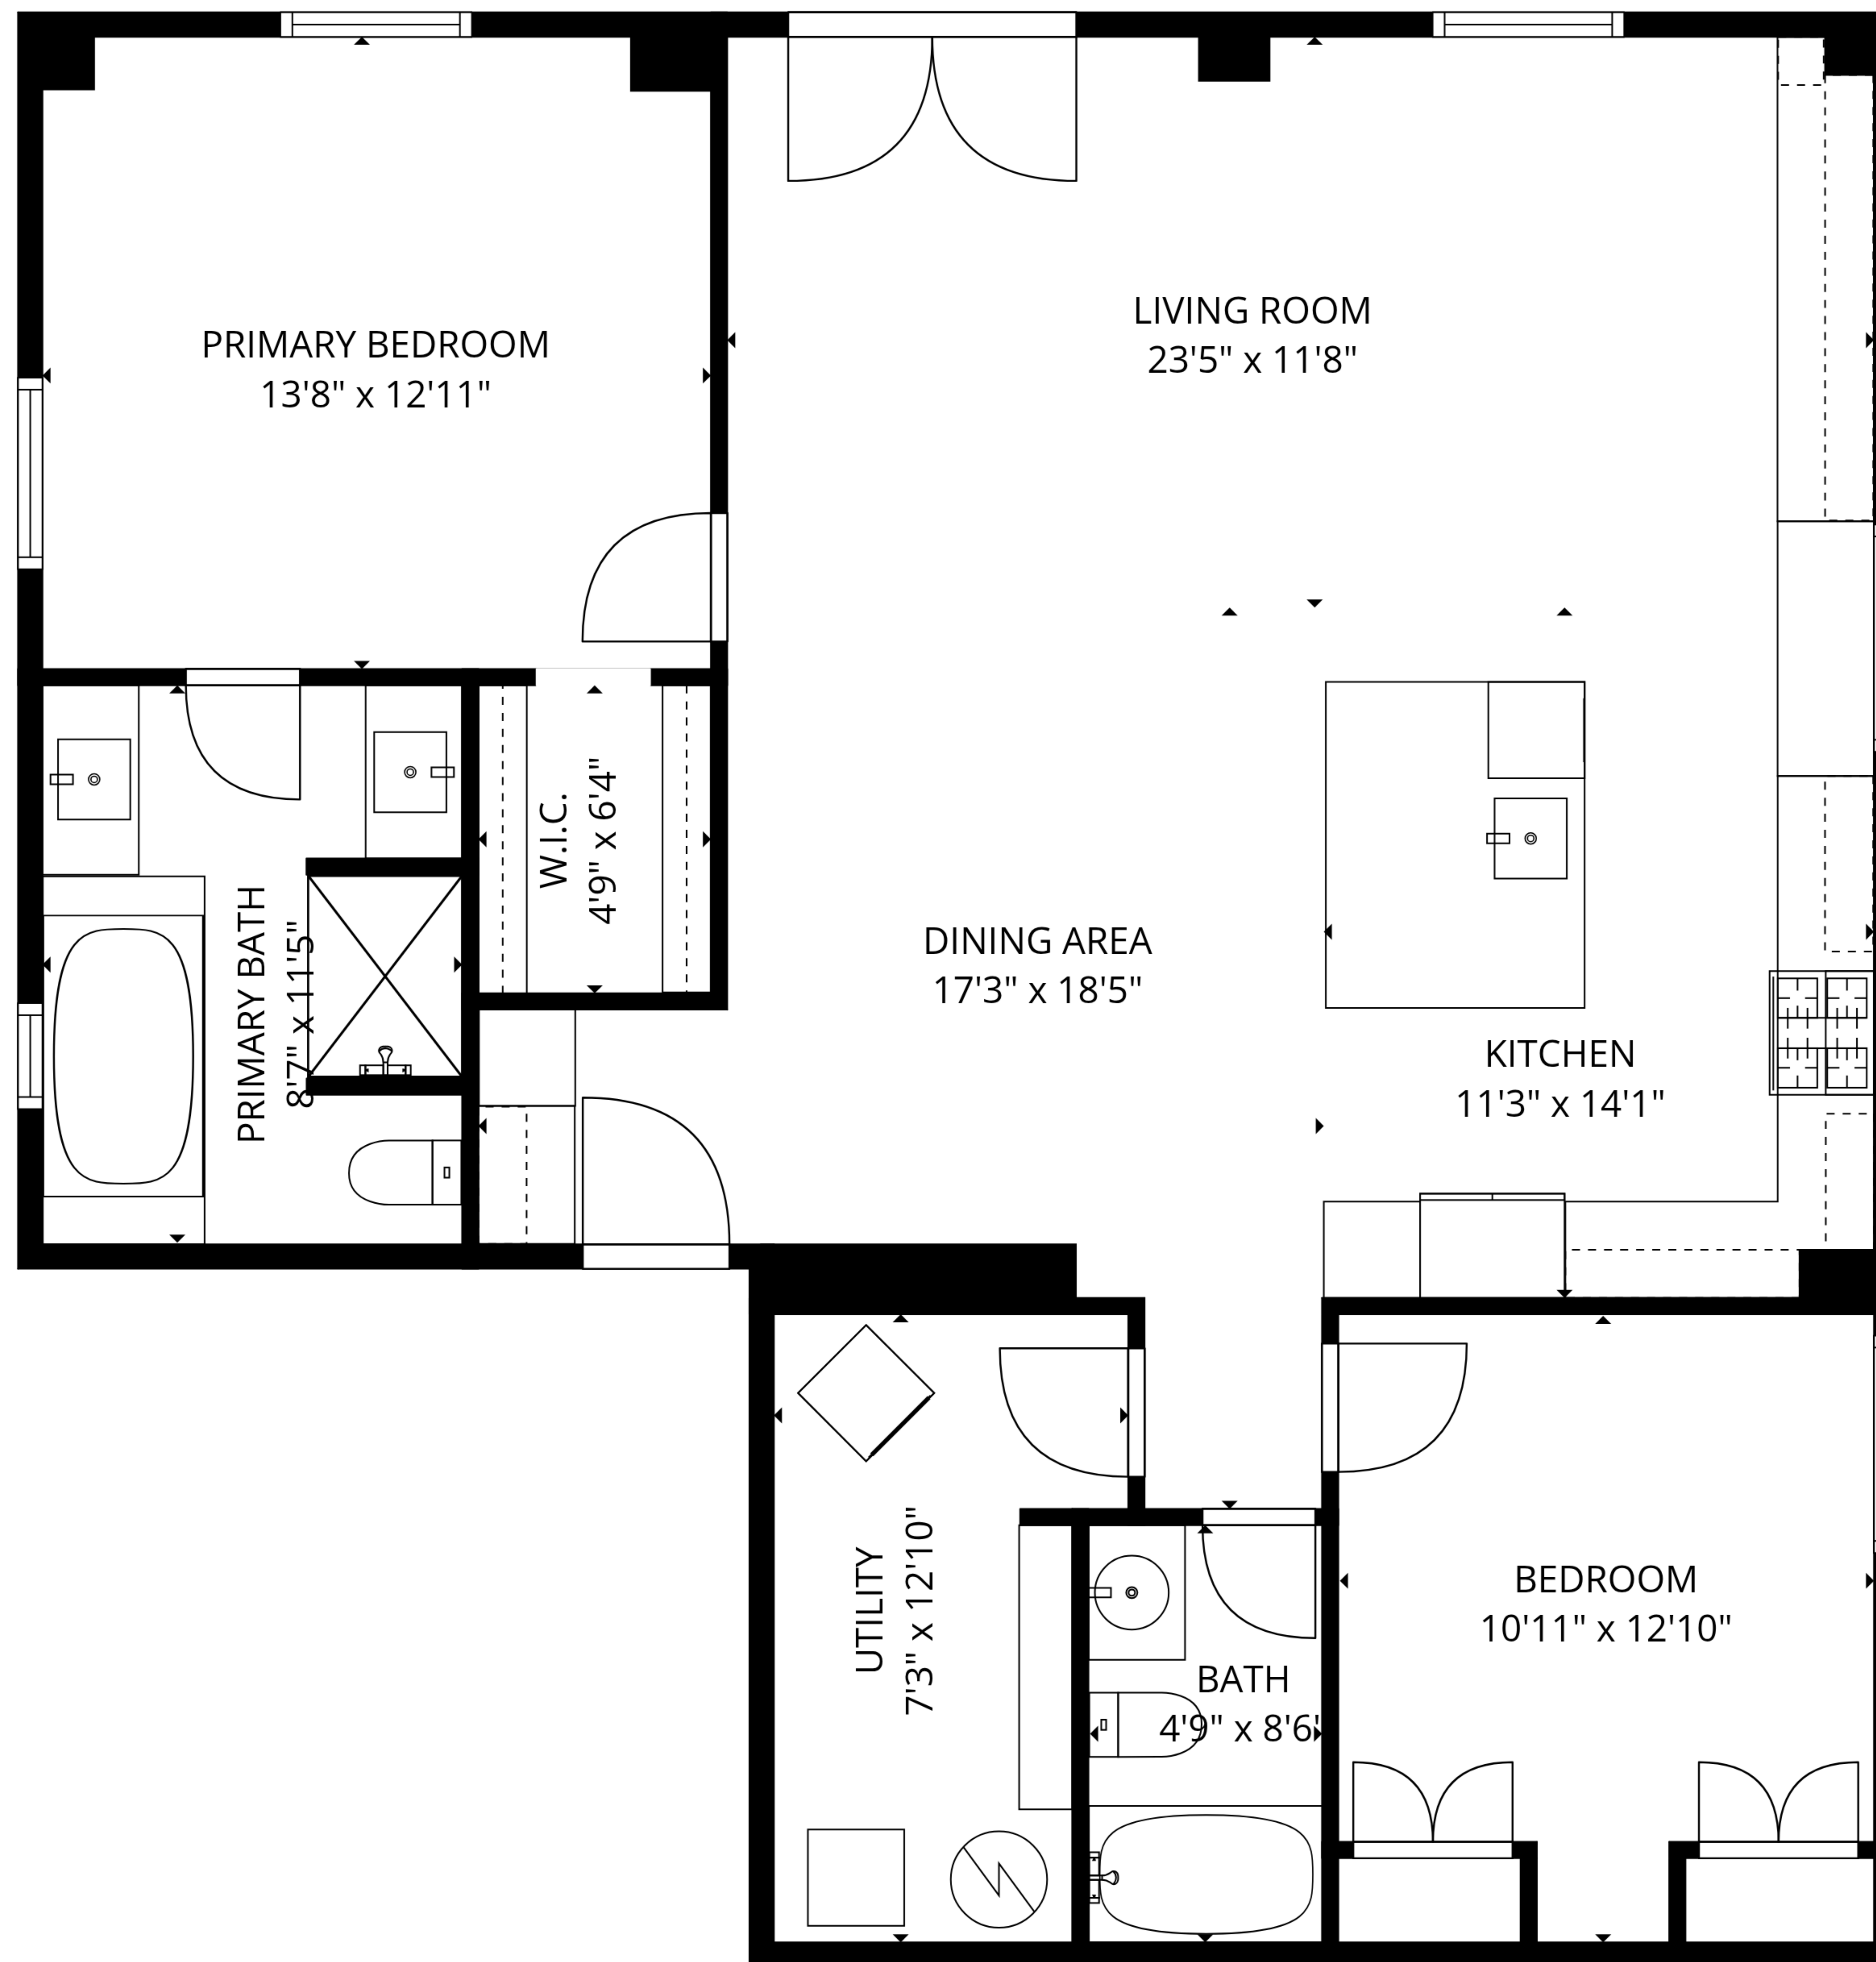 LIVING ROOM
23'5" x 11'8"
PRIMARY BEDROOM
13'8" x 12'11"
W.I.C.
4'9" x 6'4"
PRIMARY BATH
8'7" x 11'5"
DINING AREA
17'3" x 18'5"
KITCHEN
11'3" x 14'1"
UTILITY
7'3" x 12'10"
BEDROOM
10'11" x 12'10"
BATH
4'9" x 8'6"